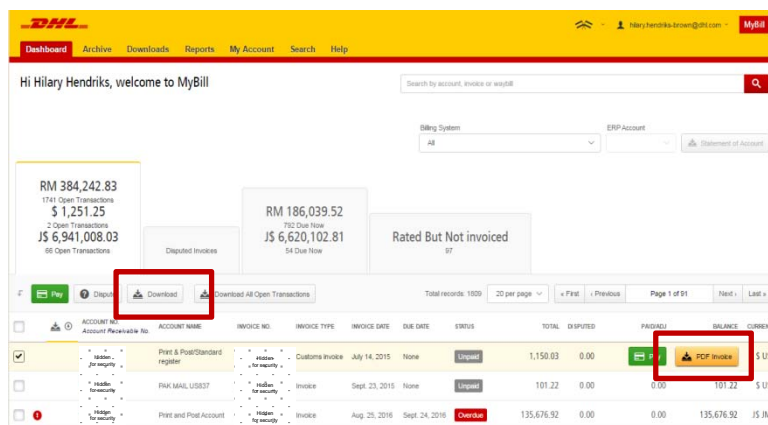 DHL
hilary.hendriks-brown@dhl.com
MyBill
Dashboard Archive Downloads Reports My Account Search Help
Hi Hilary Hendriks, welcome to MyBill
Search by account, invoice or waybill
Billing System ERP Account
All Statement of Account
RM 384,242.83
1741 Open Transactions
$ 1,251.25
2 Open Transactions
J$ 6,941,008.03
66 Open Transactions
Disputed Invoices
RM 186,039.52
792 Due Now
J$ 6,620,102.81
54 Due Now
Rated But Not invoiced
97
Pay Dispute Download Download All Open Transactions Total records: 1809 20 per page « First ‹ Previous Page 1 of 91 Next › Last »
ACCOUNT NO. ACCOUNT NAME INVOICE NO. INVOICE TYPE INVOICE DATE DUE DATE STATUS TOTAL DISPUTED PAID/ADJ BALANCE CURREN
Account Receivable No.
Hidden for security Print & Post/Standard register Hidden for security Customs Invoice July 14, 2015 None Unpaid 1,150.03 0.00 Pay PDF Invoice $ U
Hidden for security PAK MAIL US837 Hidden for security Invoice Sept. 23, 2015 None Unpaid 101.22 0.00 0.00 101.22 $ U
Hidden for security Print and Post Account Hidden for security Invoice Aug. 25, 2016 Sept. 24, 2016 Overdue 135,676.92 0.00 0.00 135,676.92 J$ JM